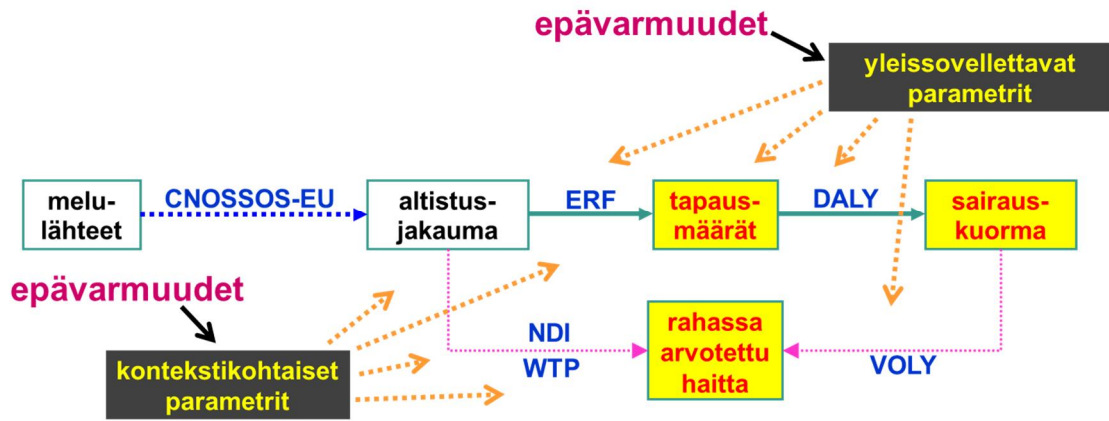 epävarmuudet
yleissovellettavat
parametrit
melu-
lähteet
CNOSSOS-EU
altistus-
jakauma
ERF
tapaus-
määrät
DALY
sairaus-
kuorma
epävarmuudet
kontekstikohtaiset
parametrit
NDI
WTP
rahassa
arvotettu
haitta
VOLY